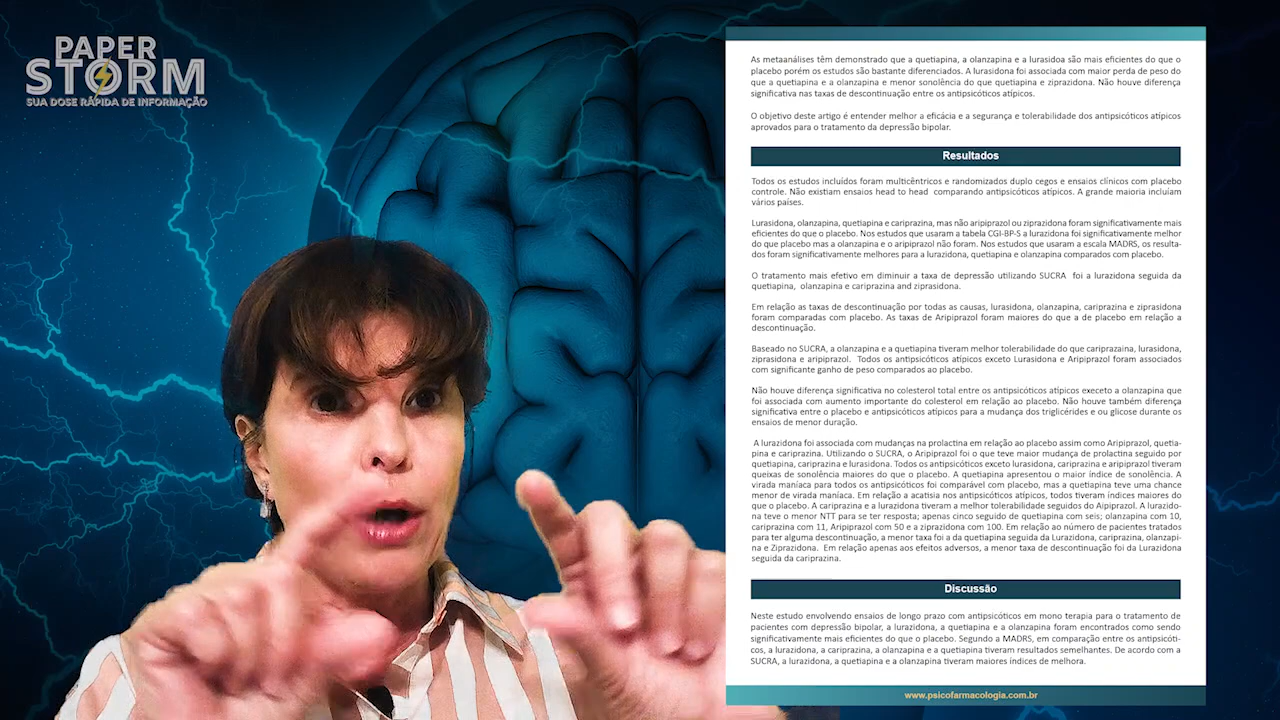 PAPER
STORM
SUA DOSE RÁPIDA DE INFORMAÇÃO
As metaanálises têm demonstrado que a quetiapina, a olanzapina e a lurasidoa são mais eficientes do que o
placebo porém os estudos são bastante diferenciados. A lurasidona foi associada com maior perda de peso do
que a quetiapina e a olanzapina e menor sonolência do que quetiapina e ziprazidona. Não houve diferença
significativa nas taxas de descontinuação entre os antipsicóticos atípicos.
O objetivo deste artigo é entender melhor a eficácia e a segurança e tolerabilidade dos antipsicóticos atípicos
aprovados para o tratamento da depressão bipolar.
Resultados
Todos os estudos incluídos foram multicêntricos e randomizados duplo cegos e ensaios clínicos com placebo
controle. Não existiam ensaios head to head comparando antipsicóticos atípicos. A grande maioria incluíam
vários países.
Lurasidona, olanzapina, quetiapina e cariprazina, mas não aripiprazol ou ziprazidona foram significativamente mais
eficientes do que o placebo. Nos estudos que usaram a tabela CGI-BP-S a lurazidona foi significativamente melhor
do que placebo mas a olanzapina e o aripiprazol não foram. Nos estudos que usaram a escala MADRS, os resulta-
dos foram significativamente melhores para a lurazidona, quetiapina e olanzapina comparados com placebo.
O tratamento mais efetivo em diminuir a taxa de depressão utilizando SUCRA foi a lurazidona seguida da
quetiapina, olanzapina e cariprazina and ziprasidona.
Em relação as taxas de descontinuação por todas as causas, lurasidona, olanzapina, cariprazina e ziprasidona
foram comparadas com placebo. As taxas de Aripiprazol foram maiores do que a de placebo em relação a
descontinuação.
Baseado no SUCRA, a olanzapina e a quetiapina tiveram melhor tolerabilidade do que cariprazaina, lurasidona,
ziprasidona e aripiprazol. Todos os antipsicóticos atípicos exceto Lurasidona e Aripiprazol foram associados
com significante ganho de peso comparados ao placebo.
Não houve diferença significativa no colesterol total entre os antipsicóticos atípicos execeto a olanzapina que
foi associada com aumento importante do colesterol em relação ao placebo. Não houve também diferença
significativa entre o placebo e antipsicóticos atípicos para a mudança dos triglicérides e ou glicose durante os
ensaios de menor duração.
A lurazidona foi associada com mudanças na prolactina em relação ao placebo assim como Aripiprazol, quetia-
pina e cariprazina. Utilizando o SUCRA, o Aripiprazol foi o que teve maior mudança de prolactina seguido por
quetiapina, cariprazina e lurasidona. Todos os antipsicóticos exceto lurasidona, cariprazina e aripiprazol tiveram
queixas de sonolência maiores do que o placebo. A quetiapina apresentou o maior índice de sonolência. A
virada maníaca para todos os antipsicóticos foi comparável com placebo, mas a quetiapina teve uma chance
menor de virada maníaca. Em relação a acatisia nos antipsicóticos atípicos, todos tiveram índices maiores do
que o placebo. A cariprazina e a lurazidona tiveram a melhor tolerabilidade seguidos do Aipiprazol. A lurazido-
na teve o menor NTT para se ter resposta; apenas cinco seguido de quetiapina com seis; olanzapina com 10,
cariprazina com 11, Aripiprazol com 50 e a ziprazidona com 100. Em relação ao número de pacientes tratados
para ter alguma descontinuação, a menor taxa foi a da quetiapina seguida da Lurazidona, cariprazina, olanzapi-
na e Ziprazidona. Em relação apenas aos efeitos adversos, a menor taxa de descontinuação foi da Lurazidona
seguida da cariprazina.
Discussão
Neste estudo envolvendo ensaios de longo prazo com antipsicóticos em mono terapia para o tratamento de
pacientes com depressão bipolar, a lurazidona, a quetiapina e a olanzapina foram encontrados como sendo
significativamente mais eficientes do que o placebo. Segundo a MADRS, em comparação entre os antipsicóti-
cos, a lurazidona, a cariprazina, a olanzapina e a quetiapina tiveram resultados semelhantes. De acordo com a
SUCRA, a lurazidona, a quetiapina e a olanzapina tiveram maiores índices de melhora.
www.psicofarmacologia.com.br